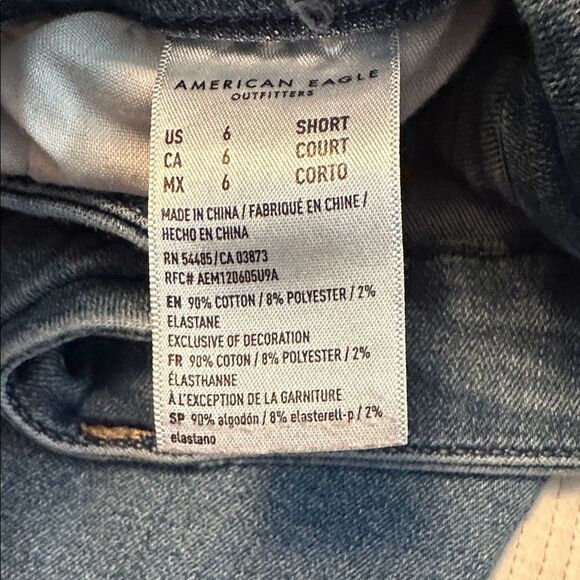 AMERICAN EAGLE
OUTFITTERS
US 6 SHORT
CA 6 COURT
MX 6 CORTO
MADE IN CHINA / FABRIQUÉ EN CHINE /
HECHO EN CHINA
RN 54485/CA 03873
RFC# AEM120605U9A
EN 90% COTTON / 8% POLYESTER / 2%
ELASTANE
EXCLUSIVE OF DECORATION
FR 90% COTON / 8% POLYESTER / 2%
ÉLASTHANNE
À L'EXCEPTION DE LA GARNITURE
SP 90% algodón / 8% elasterell-p / 2%
elastano